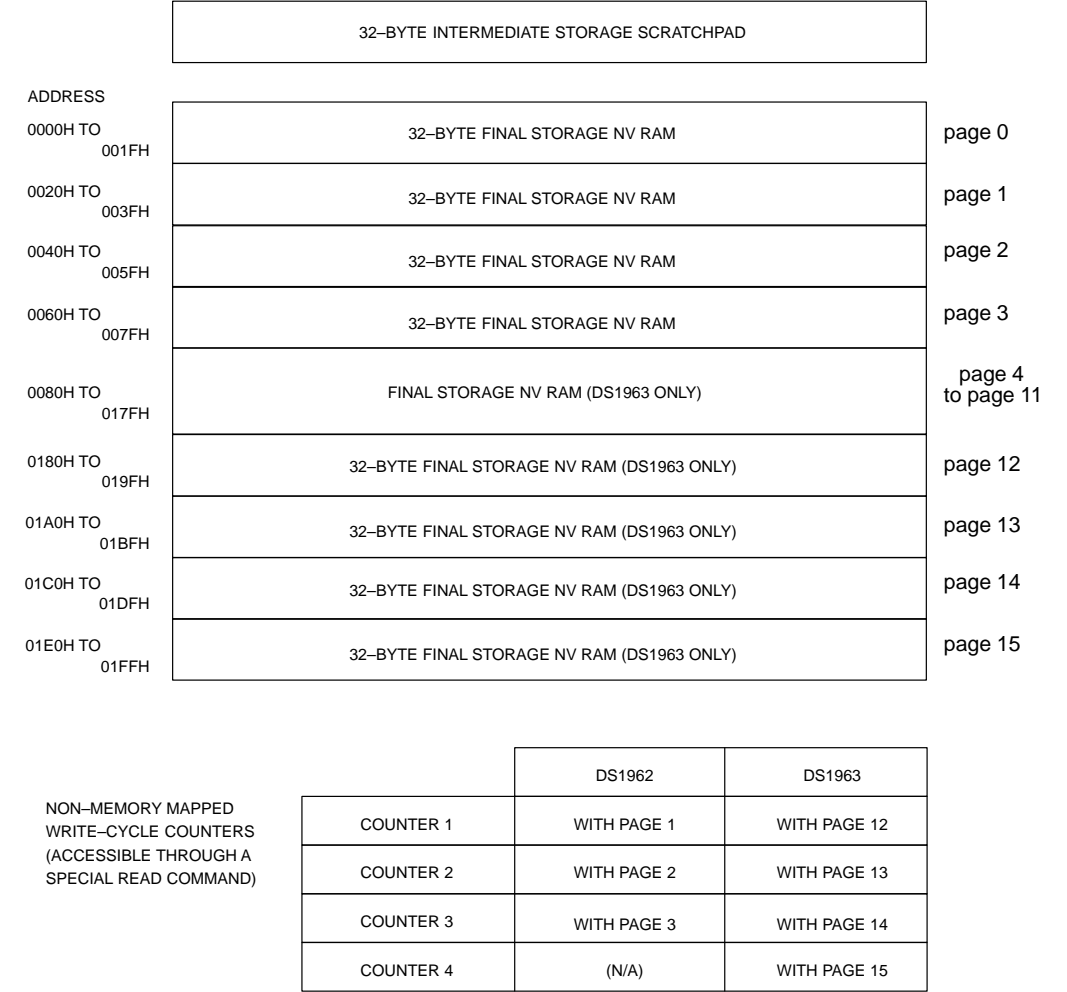 32–BYTE INTERMEDIATE STORAGE SCRATCHPAD
ADDRESS
0000H TO
001FH
32–BYTE FINAL STORAGE NV RAM
page 0
0020H TO
003FH
32–BYTE FINAL STORAGE NV RAM
page 1
0040H TO
005FH
32–BYTE FINAL STORAGE NV RAM
page 2
0060H TO
007FH
32–BYTE FINAL STORAGE NV RAM
page 3
0080H TO
017FH
FINAL STORAGE NV RAM (DS1963 ONLY)
page 4
to page 11
0180H TO
019FH
32–BYTE FINAL STORAGE NV RAM (DS1963 ONLY)
page 12
01A0H TO
01BFH
32–BYTE FINAL STORAGE NV RAM (DS1963 ONLY)
page 13
01C0H TO
01DFH
32–BYTE FINAL STORAGE NV RAM (DS1963 ONLY)
page 14
01E0H TO
01FFH
32–BYTE FINAL STORAGE NV RAM (DS1963 ONLY)
page 15
NON–MEMORY MAPPED
WRITE–CYCLE COUNTERS
(ACCESSIBLE THROUGH A
SPECIAL READ COMMAND)
DS1962 DS1963
COUNTER 1 WITH PAGE 1 WITH PAGE 12
COUNTER 2 WITH PAGE 2 WITH PAGE 13
COUNTER 3 WITH PAGE 3 WITH PAGE 14
COUNTER 4 (N/A) WITH PAGE 15